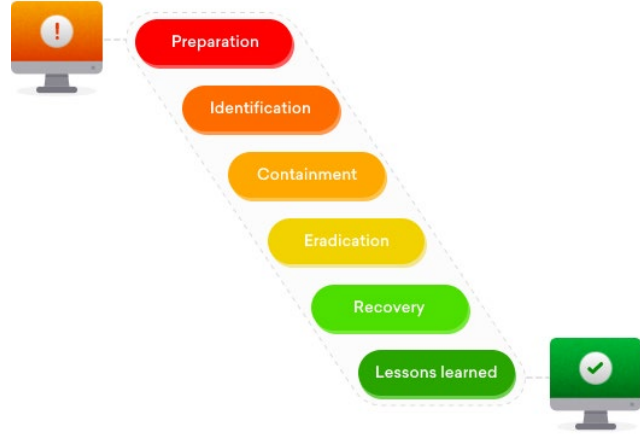 Preparation
Identification
Containment
Eradication
Recovery
Lessons learned